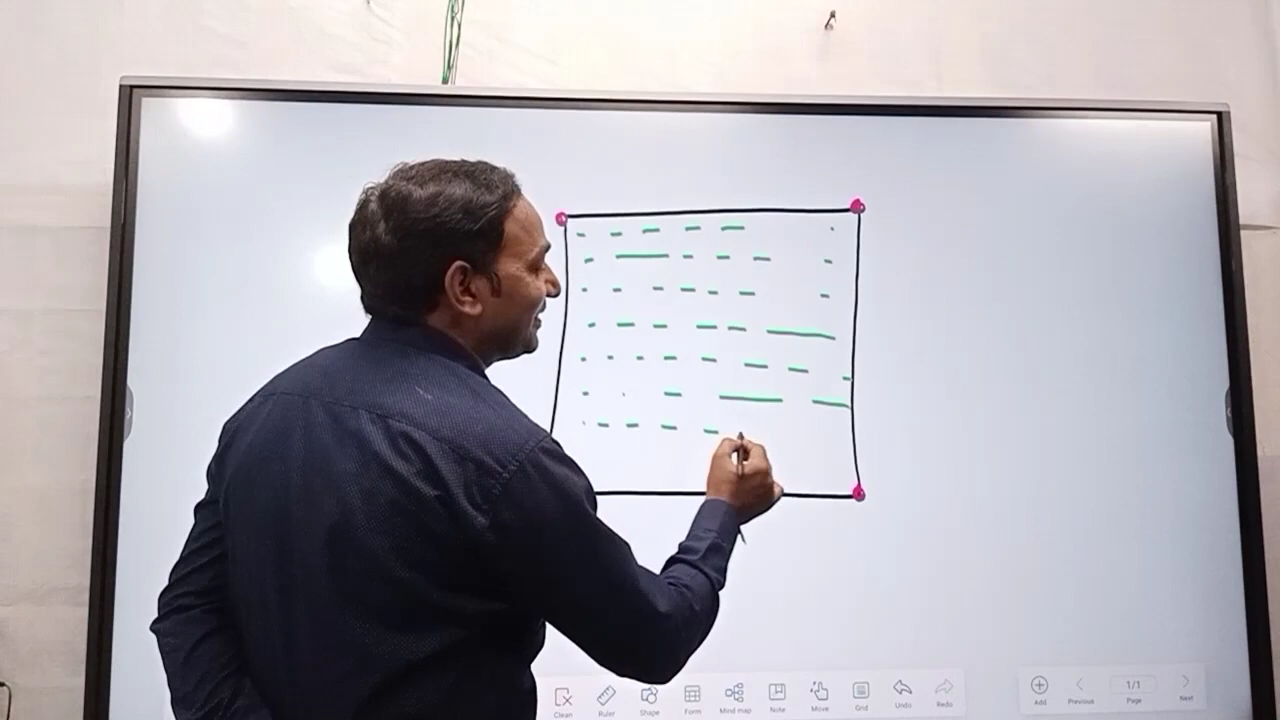 Clean Ruler Shape Form Mind map Note Move Grid Undo Redo
Add Previous 1/1 Page Next